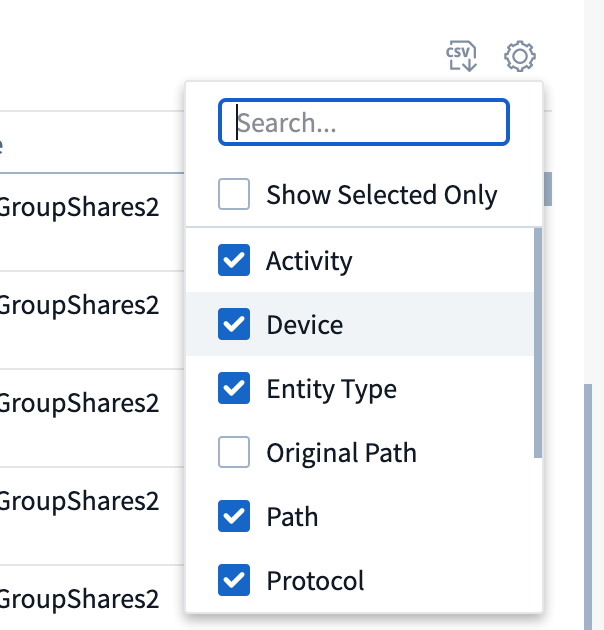 CSV
Search...
e
Show Selected Only
GroupShares2
Activity
GroupShares2
Device
Entity Type
GroupShares2
Original Path
GroupShares2
Path
Protocol
GroupShares2